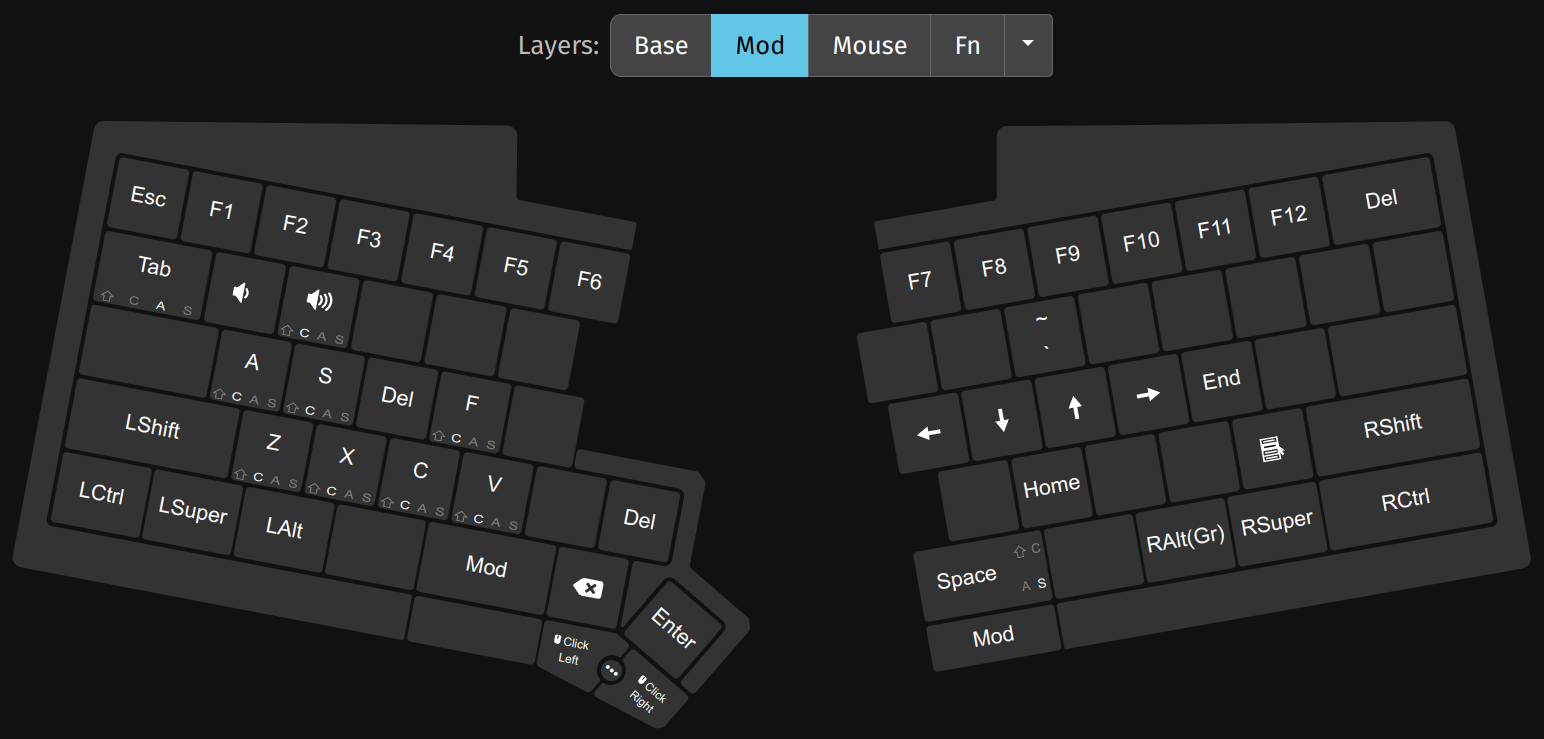 Layers: Base Mod Mouse Fn
Esc F1 F2 F3 F4 F5 F6
Tab
C A S
C A S
A S Del F
C A S
C A S
C A S
LShift Z X C V Del
C A S
C A S
C A S
C A S
LCtrl LSuper LAlt Mod
Enter
Click
Left
Click
Right
F7 F8 F9 F10 F11 F12 Del
~
`
End
Home RShift
Space
C
A S
RAlt(Gr) RSuper RCtrl
Mod